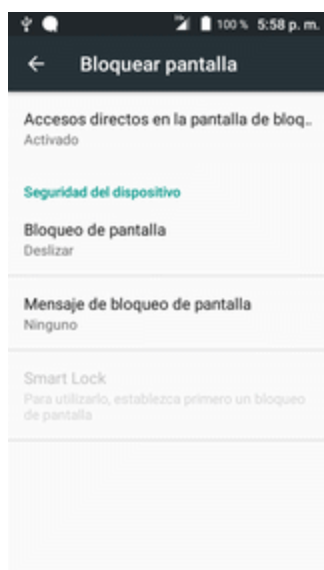 100 % 5:58 p. m.
Bloquear pantalla
Accesos directos en la pantalla de bloq..
Activado
Seguridad del dispositivo
Bloqueo de pantalla
Deslizar
Mensaje de bloqueo de pantalla
Ninguno
Smart Lock
Para utilizarlo, establezca primero un bloqueo
de pantalla